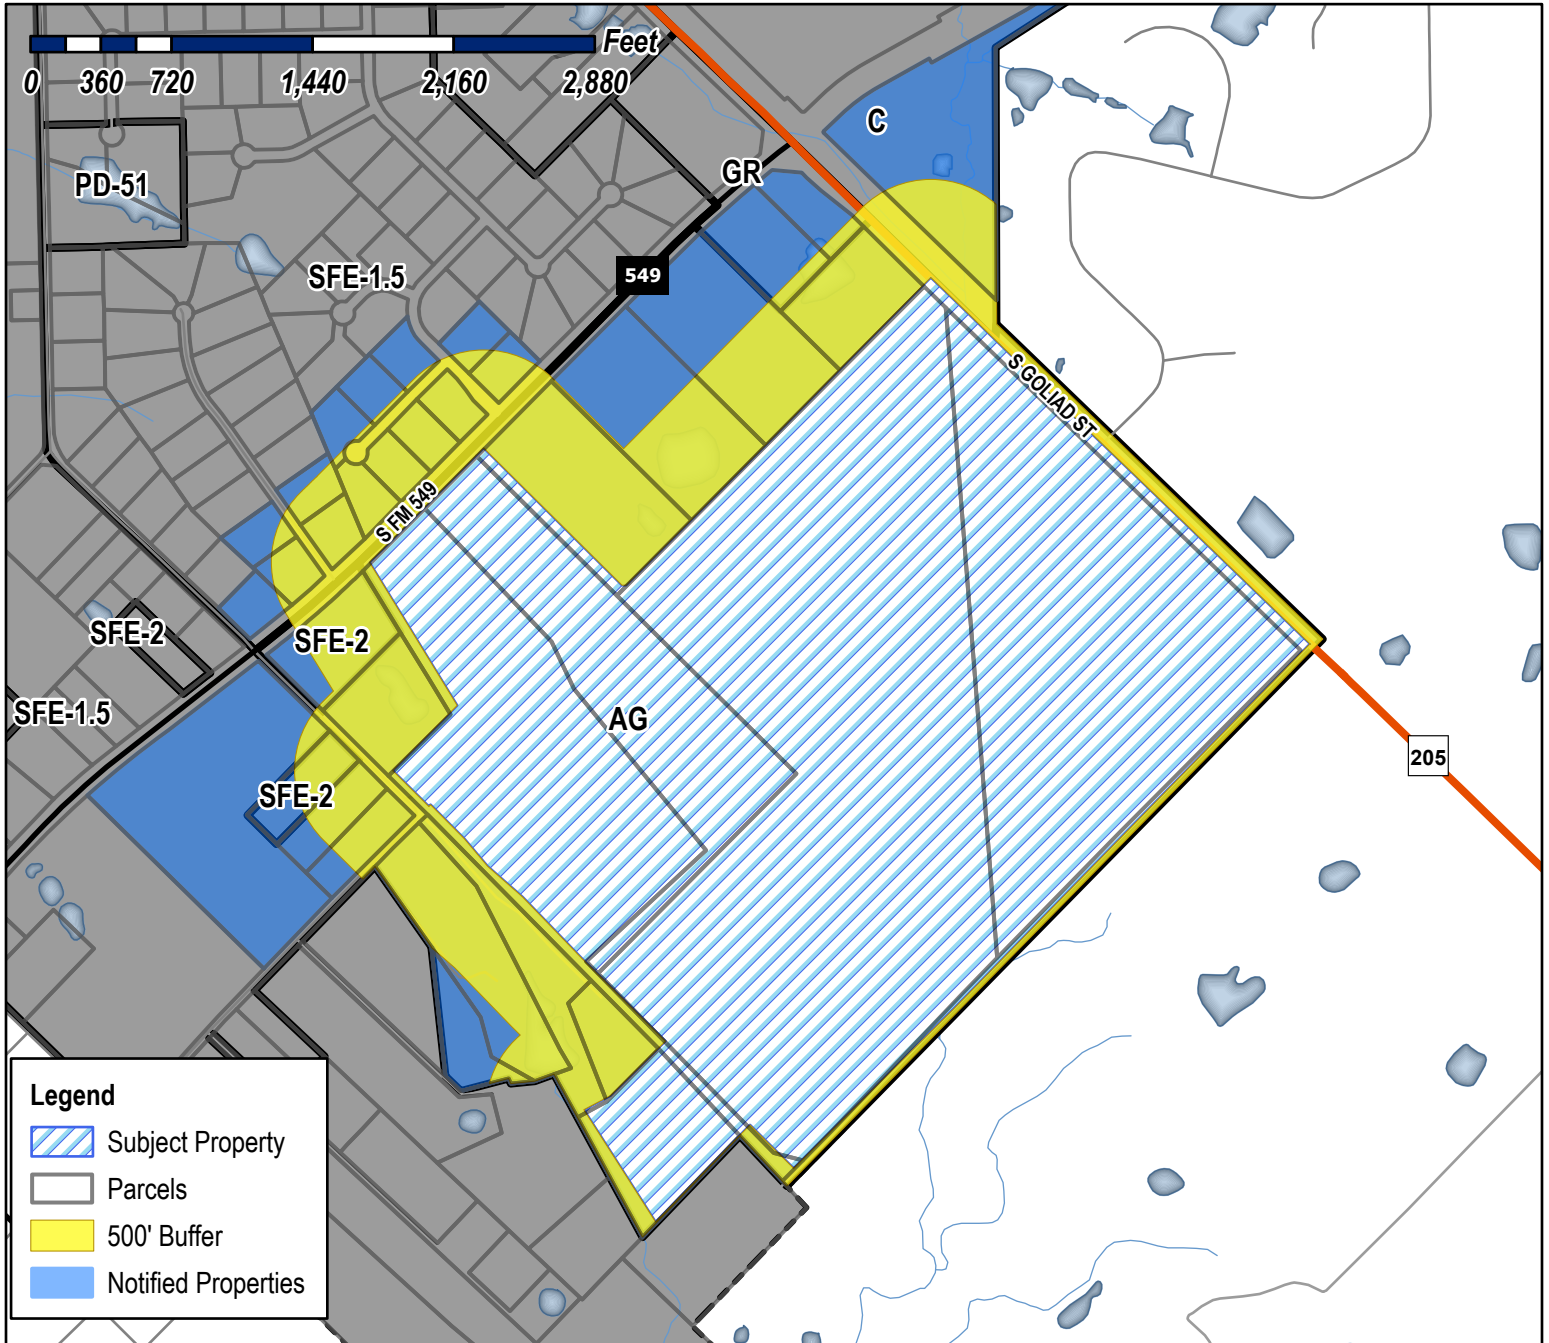 Feet
0 360 720 1,440 2,160 2,880
C
GR
PD-51
SFE-1.5
549
S GOLIAD ST
S FM 549
SFE-2
SFE-2
SFE-1.5
AG
205
SFE-2
Legend
Subject Property
Parcels
500' Buffer
Notified Properties